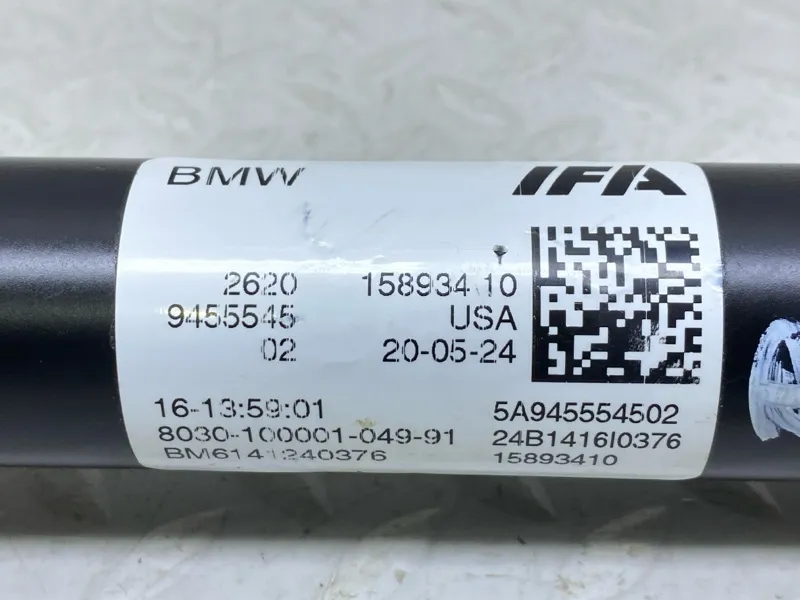 BMW IFA
2620 15893410
9455545 USA
02 20-05-24
16-13:59:01 5A945554502
8030-100001-049-91 24B1416I0376
BM6141240376 15893410